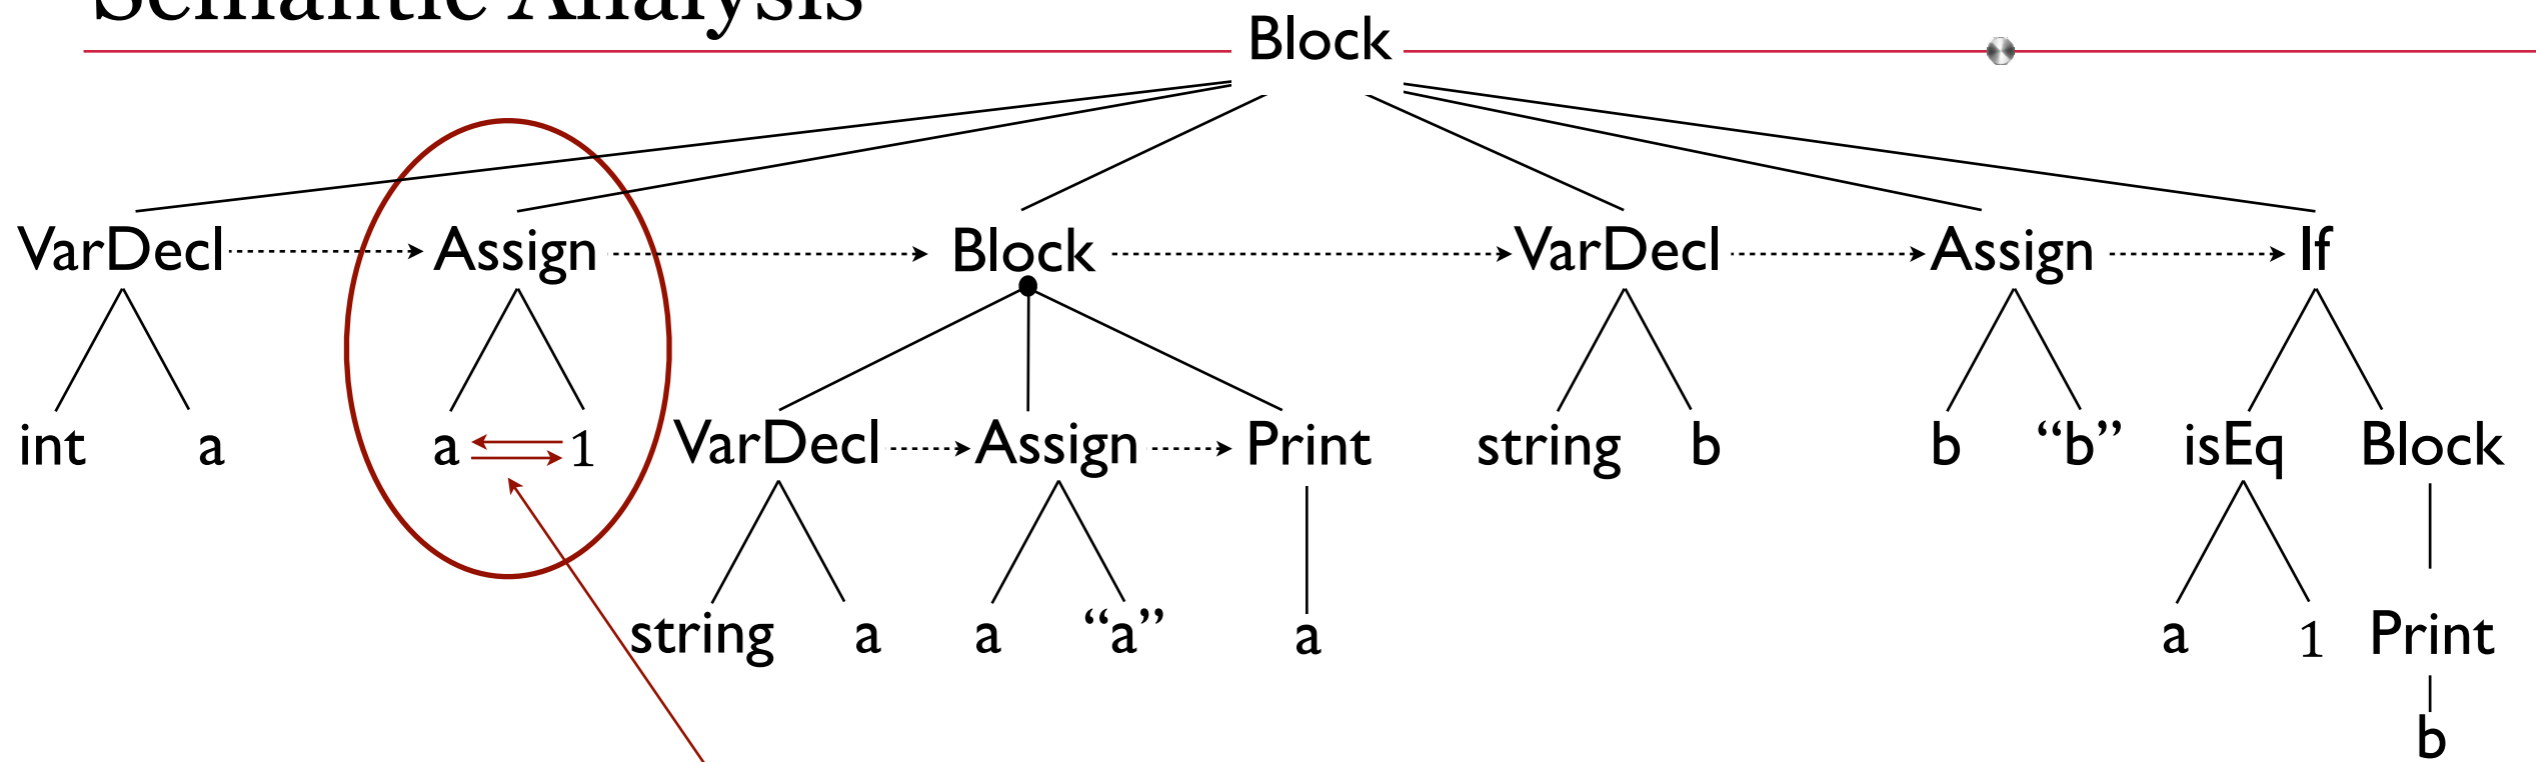 Semantic Analysis
Block
VarDecl Assign Block VarDecl Assign If
int a a 1 VarDecl Assign Print string b b “b” isEq Block
string a a “a” a a 1 Print
b